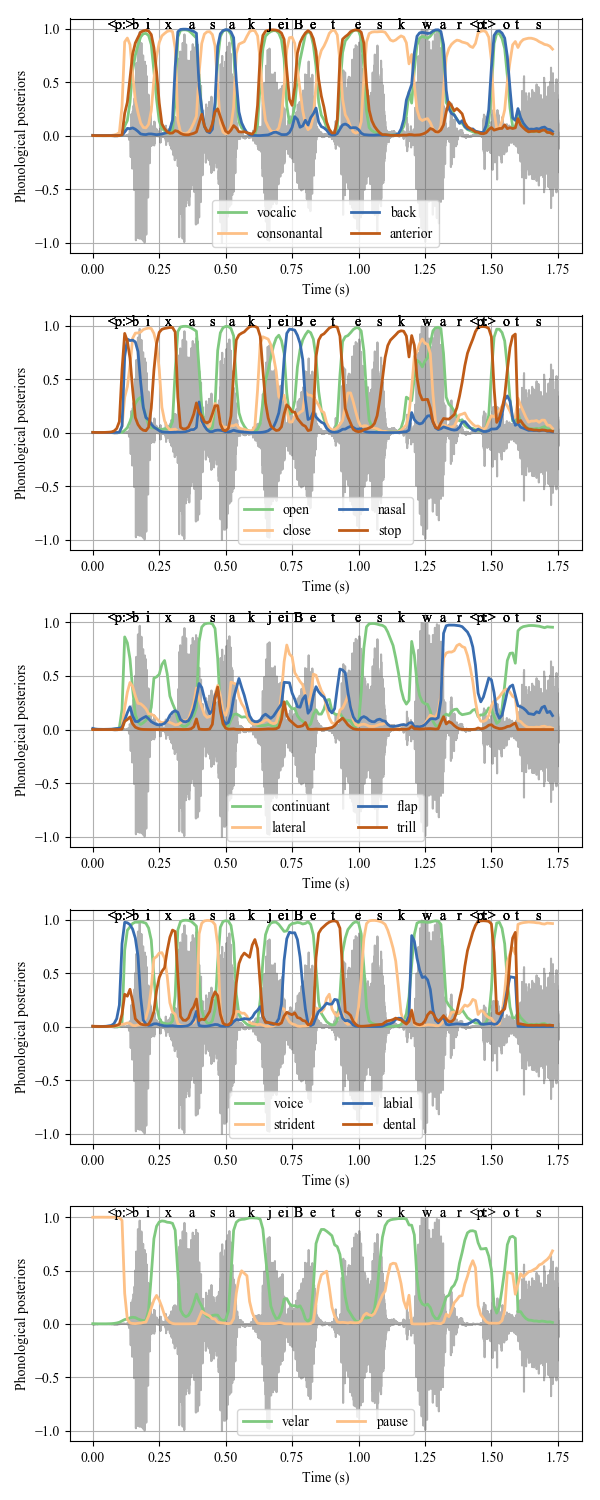 <p:> b i x a s a k j e i B e t e s k w a r <p:> t o t s
1.0
0.5
0.0
−0.5
−1.0
Phonological posteriors
vocalic back
consonantal anterior
0.00 0.25 0.50 0.75 1.00 1.25 1.50 1.75
Time (s)
<p:> b i x a s a k j e i B e t e s k w a r <p:> t o t s
1.0
0.5
0.0
−0.5
−1.0
Phonological posteriors
open nasal
close stop
0.00 0.25 0.50 0.75 1.00 1.25 1.50 1.75
Time (s)
<p:> b i x a s a k j e i B e t e s k w a r <p:> t o t s
1.0
0.5
0.0
−0.5
−1.0
Phonological posteriors
continuant flap
lateral trill
0.00 0.25 0.50 0.75 1.00 1.25 1.50 1.75
Time (s)
<p:> b i x a s a k j e i B e t e s k w a r <p:> t o t s
1.0
0.5
0.0
−0.5
−1.0
Phonological posteriors
voice labial
strident dental
0.00 0.25 0.50 0.75 1.00 1.25 1.50 1.75
Time (s)
<p:> b i x a s a k j e i B e t e s k w a r <p:> t o t s
1.0
0.5
0.0
−0.5
−1.0
Phonological posteriors
velar pause
0.00 0.25 0.50 0.75 1.00 1.25 1.50 1.75
Time (s)